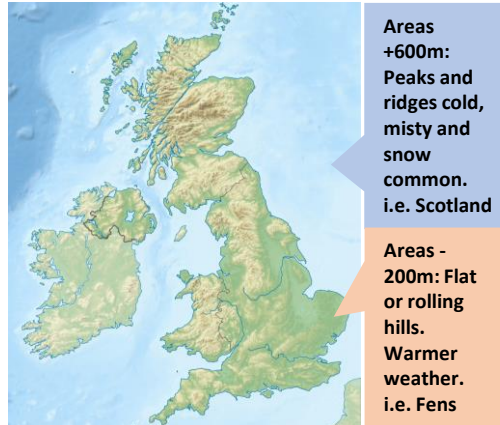 Areas
+600m:
Peaks and
ridges cold,
misty and
snow
common.
i.e. Scotland
Areas -
200m: Flat
or rolling
hills.
Warmer
weather.
i.e. Fens